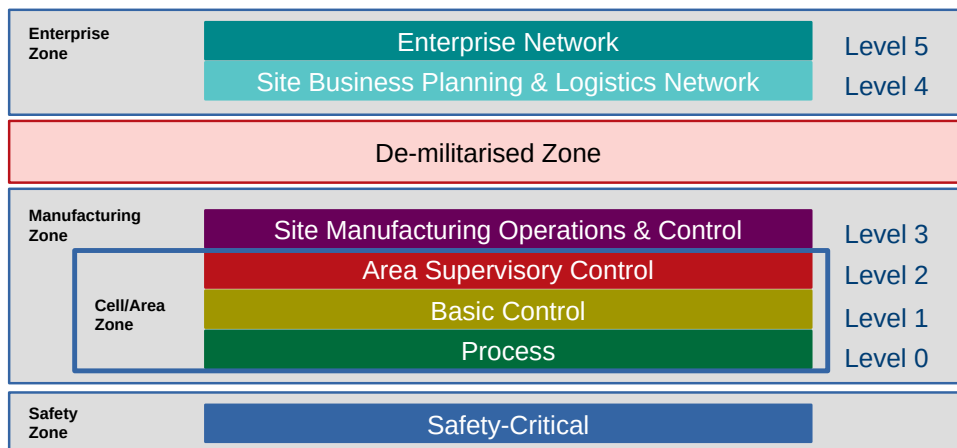 Enterprise
Zone
Enterprise Network
Level 5
Site Business Planning & Logistics Network
Level 4
De-militarised Zone
Manufacturing
Zone
Site Manufacturing Operations & Control
Level 3
Area Supervisory Control
Level 2
Cell/Area
Zone
Basic Control
Level 1
Process
Level 0
Safety
Zone
Safety-Critical